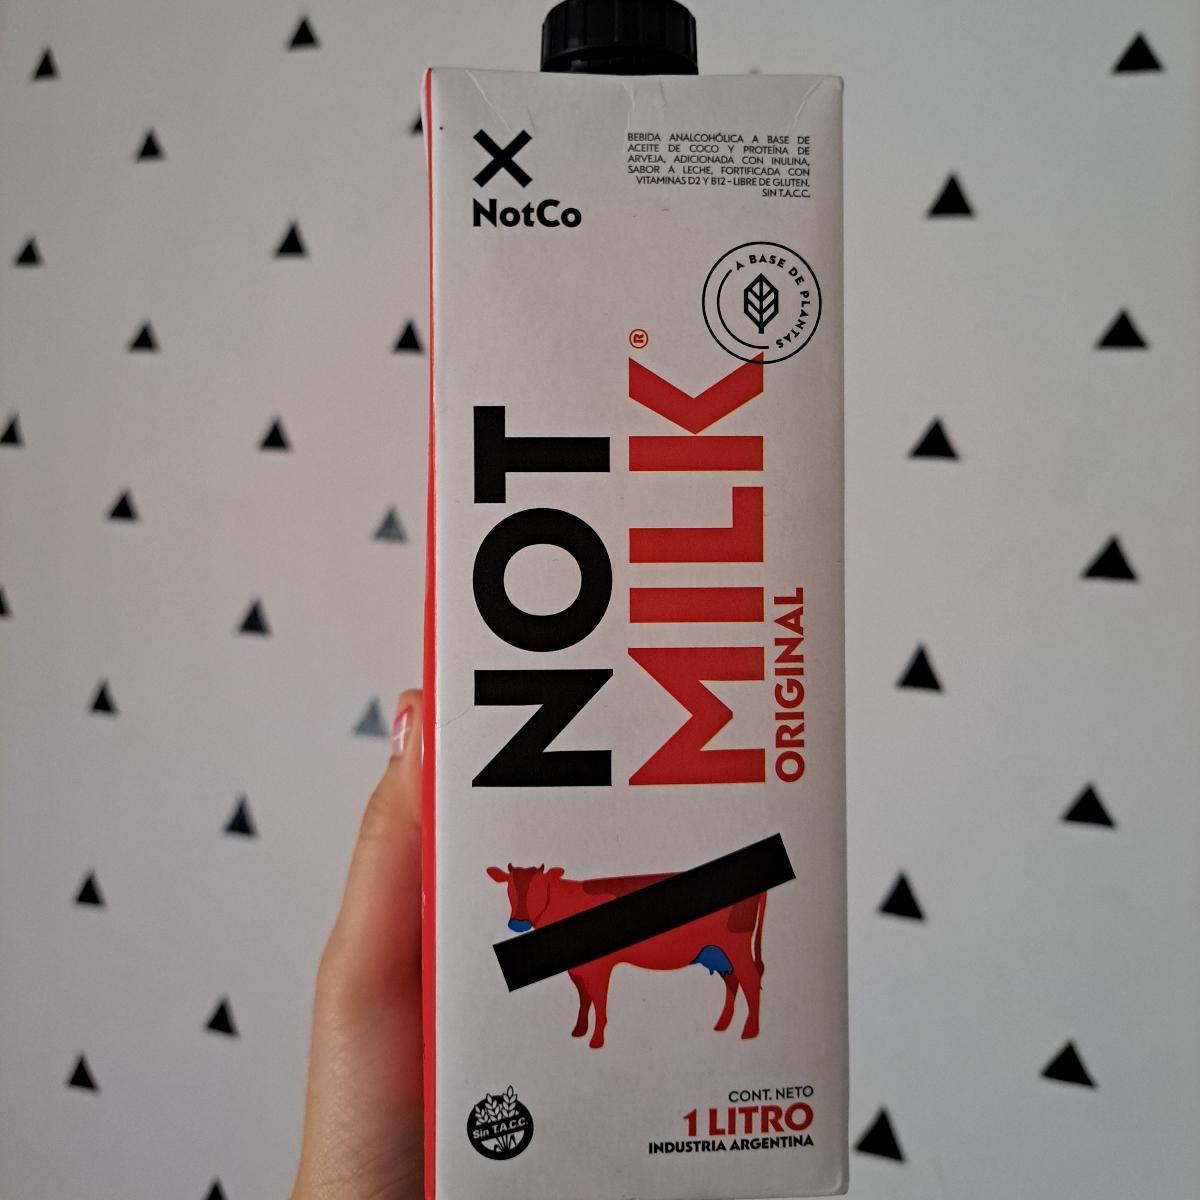 NotCo
BEBIDA ANALCOHÓLICA A BASE DE
ACEITE DE COCO Y PROTEÍNA DE
ARVEJA, ADICIONADA CON INULINA,
SABOR A LECHE, FORTIFICADA CON
VITAMINAS D2 Y B12 - LIBRE DE GLUTEN.
SIN T.A.C.C.
A BASE DE PLANTAS
NOT
MILK®
ORIGINAL
Sin T.A.C.C.
CONT. NETO
1 LITRO
INDUSTRIA ARGENTINA